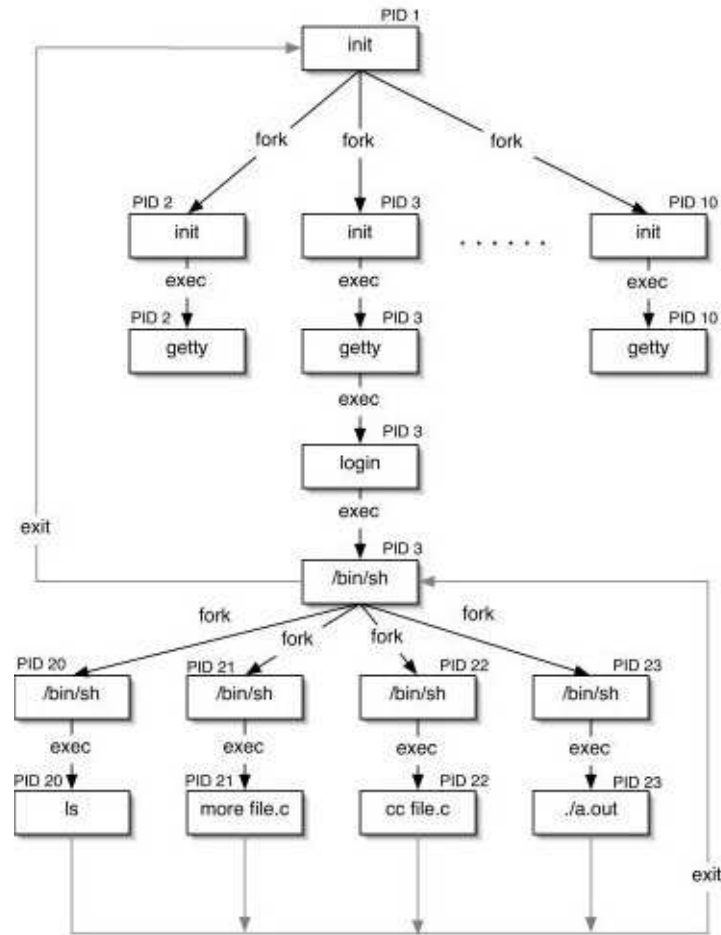 PID 1
init
fork fork fork
PID 2 PID 3 PID 10
init init init
. . . . . .
exec exec exec
PID 2 PID 3 PID 10
getty getty getty
exec
PID 3
login
exec
exit
PID 3
/bin/sh
fork fork fork fork
PID 20 PID 21 PID 22 PID 23
/bin/sh /bin/sh /bin/sh /bin/sh
exec exec exec exec
PID 20 PID 21 PID 22 PID 23
ls more file.c cc file.c ./a.out
exit